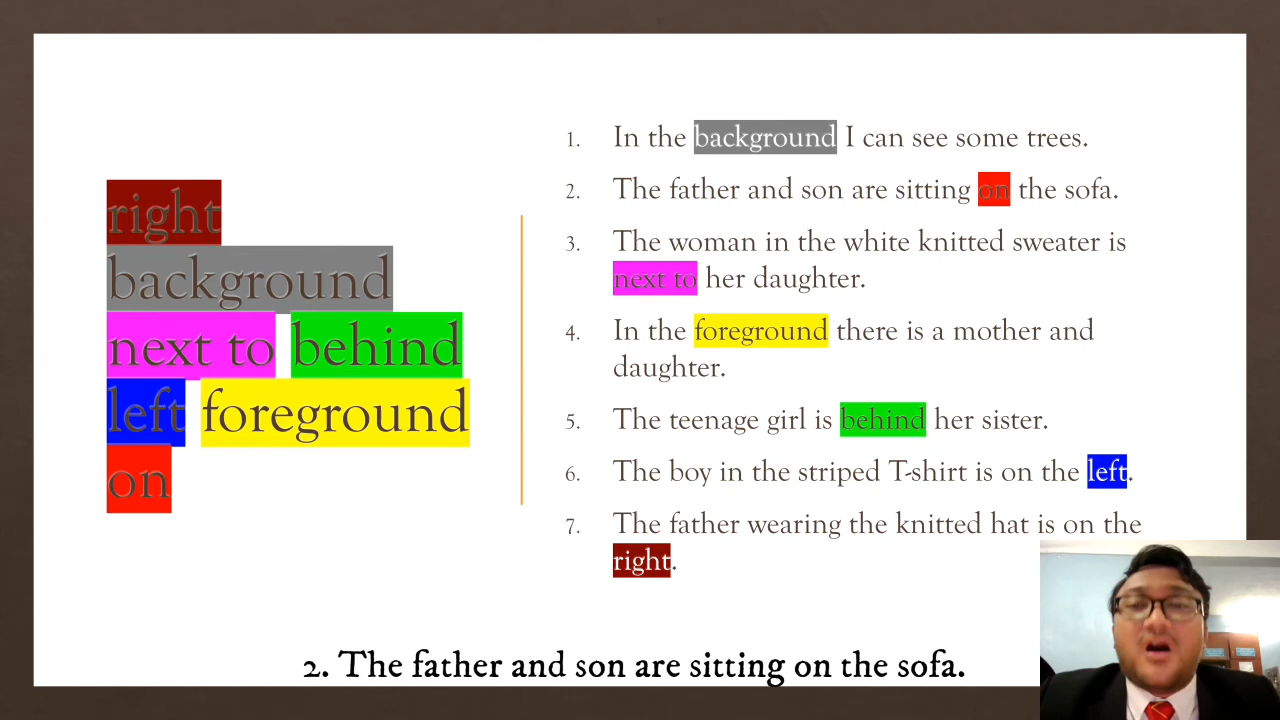 right
background
next to behind
left foreground
on
1. In the background I can see some trees.
2. The father and son are sitting on the sofa.
3. The woman in the white knitted sweater is
next to her daughter.
4. In the foreground there is a mother and
daughter.
5. The teenage girl is behind her sister.
6. The boy in the striped T-shirt is on the left.
7. The father wearing the knitted hat is on the
right.
2. The father and son are sitting on the sofa.